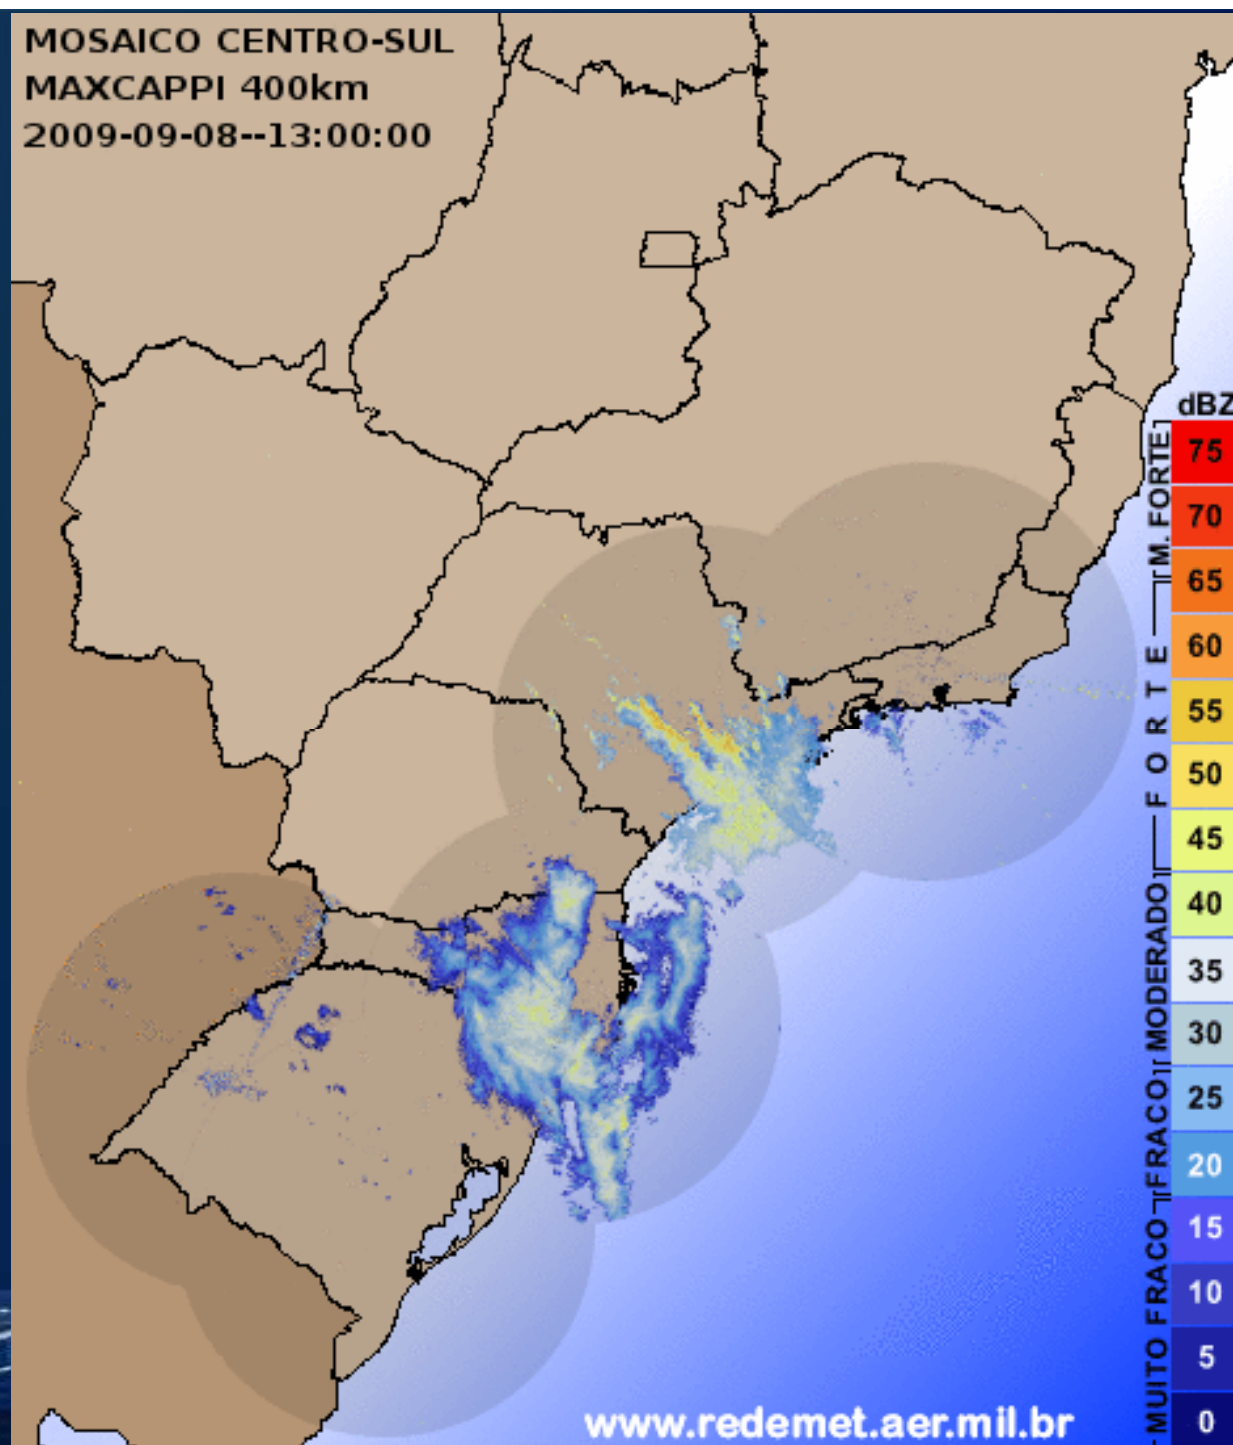 MOSAICO CENTRO-SUL
MAXCAPPI 400km
2009-09-08--13:00:00
dBZ
75
70
65
60
55
50
45
40
35
30
25
20
15
10
5
0
M. FORTE
FORTE
MODERADO
FRACO
MUITO FRACO
www.redemet.aer.mil.br